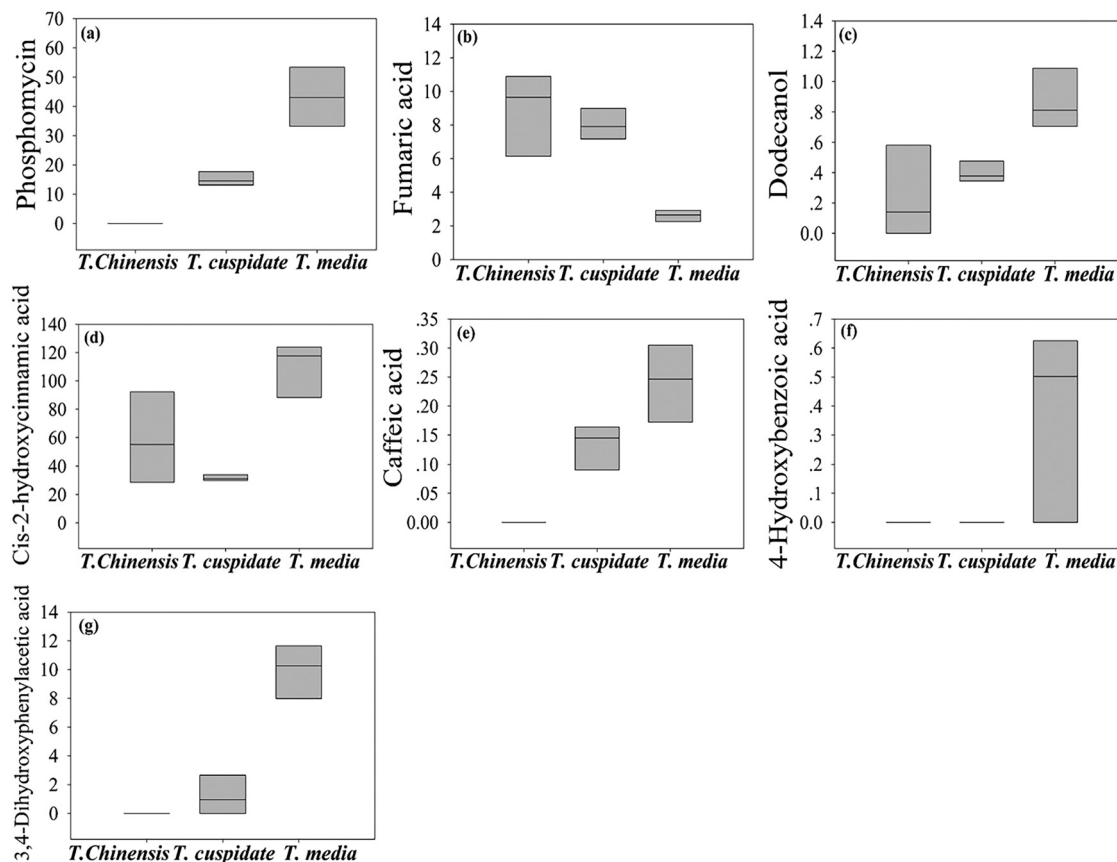 Phosphomycin
(a)
70
60
50
40
30
20
10
0
T.Chinensis T. cuspidate T. media
Fumaric acid
(b)
14
12
10
8
6
4
2
0
T.Chinensis T. cuspidate T. media
Dodecanol
(c)
1.4
1.2
1.0
.8
.6
.4
.2
0.0
T.Chinensis T. cuspidate T. media
Cis-2-hydroxycinnamic acid
(d)
140
120
100
80
60
40
20
0
T.Chinensis T. cuspidate T. media
Caffeic acid
(e)
.35
.30
.25
.20
.15
.10
.05
0.00
T.Chinensis T. cuspidate T. media
4-Hydroxybenzoic acid
(f)
.7
.6
.5
.4
.3
.2
.1
0.0
T.Chinensis T. cuspidate T. media
3,4-Dihydroxyphenylacetic acid
(g)
14
12
10
8
6
4
2
0
T.Chinensis T. cuspidate T. media